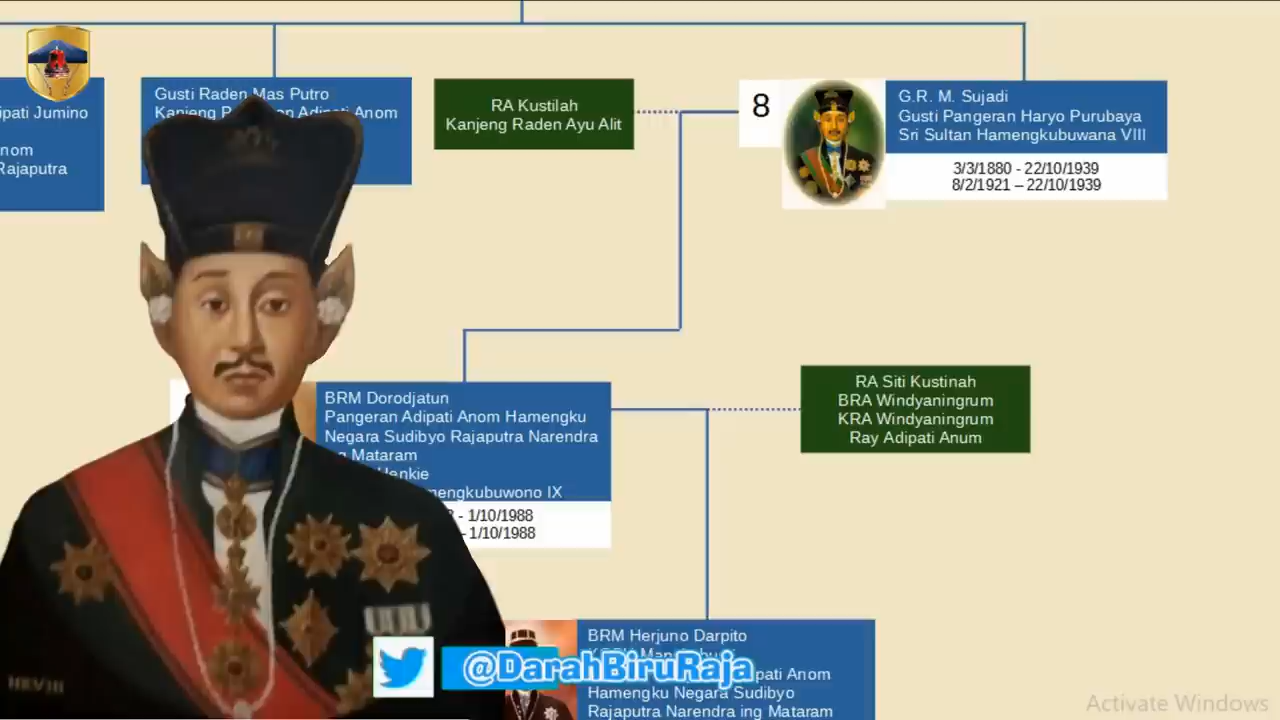 ipati Jumino
nom
Rajaputra
Gusti Raden Mas Putro
Kanjeng Adipati Anom
RA Kustilah
Kanjeng Raden Ayu Alit
8
G.R. M. Sujadi
Gusti Pangeran Haryo Purubaya
Sri Sultan Hamengkubuwana VIII
3/3/1880 - 22/10/1939
8/2/1921 – 22/10/1939
BRM Dorodjatun
Pangeran Adipati Anom Hamengku
Negara Sudibyo Rajaputra Narendra
Mataram
Henkie
mengkubuwono IX
- 1/10/1988
- 1/10/1988
RA Siti Kustinah
BRA Windyaningrum
KRA Windyaningrum
Ray Adipati Anum
BRM Herjuno Darpito
@DarahBiruRaja
pati Anom
Hamengku Negara Sudibyo
Rajaputra Narendra ing Mataram
HBVIII
Activate Windows